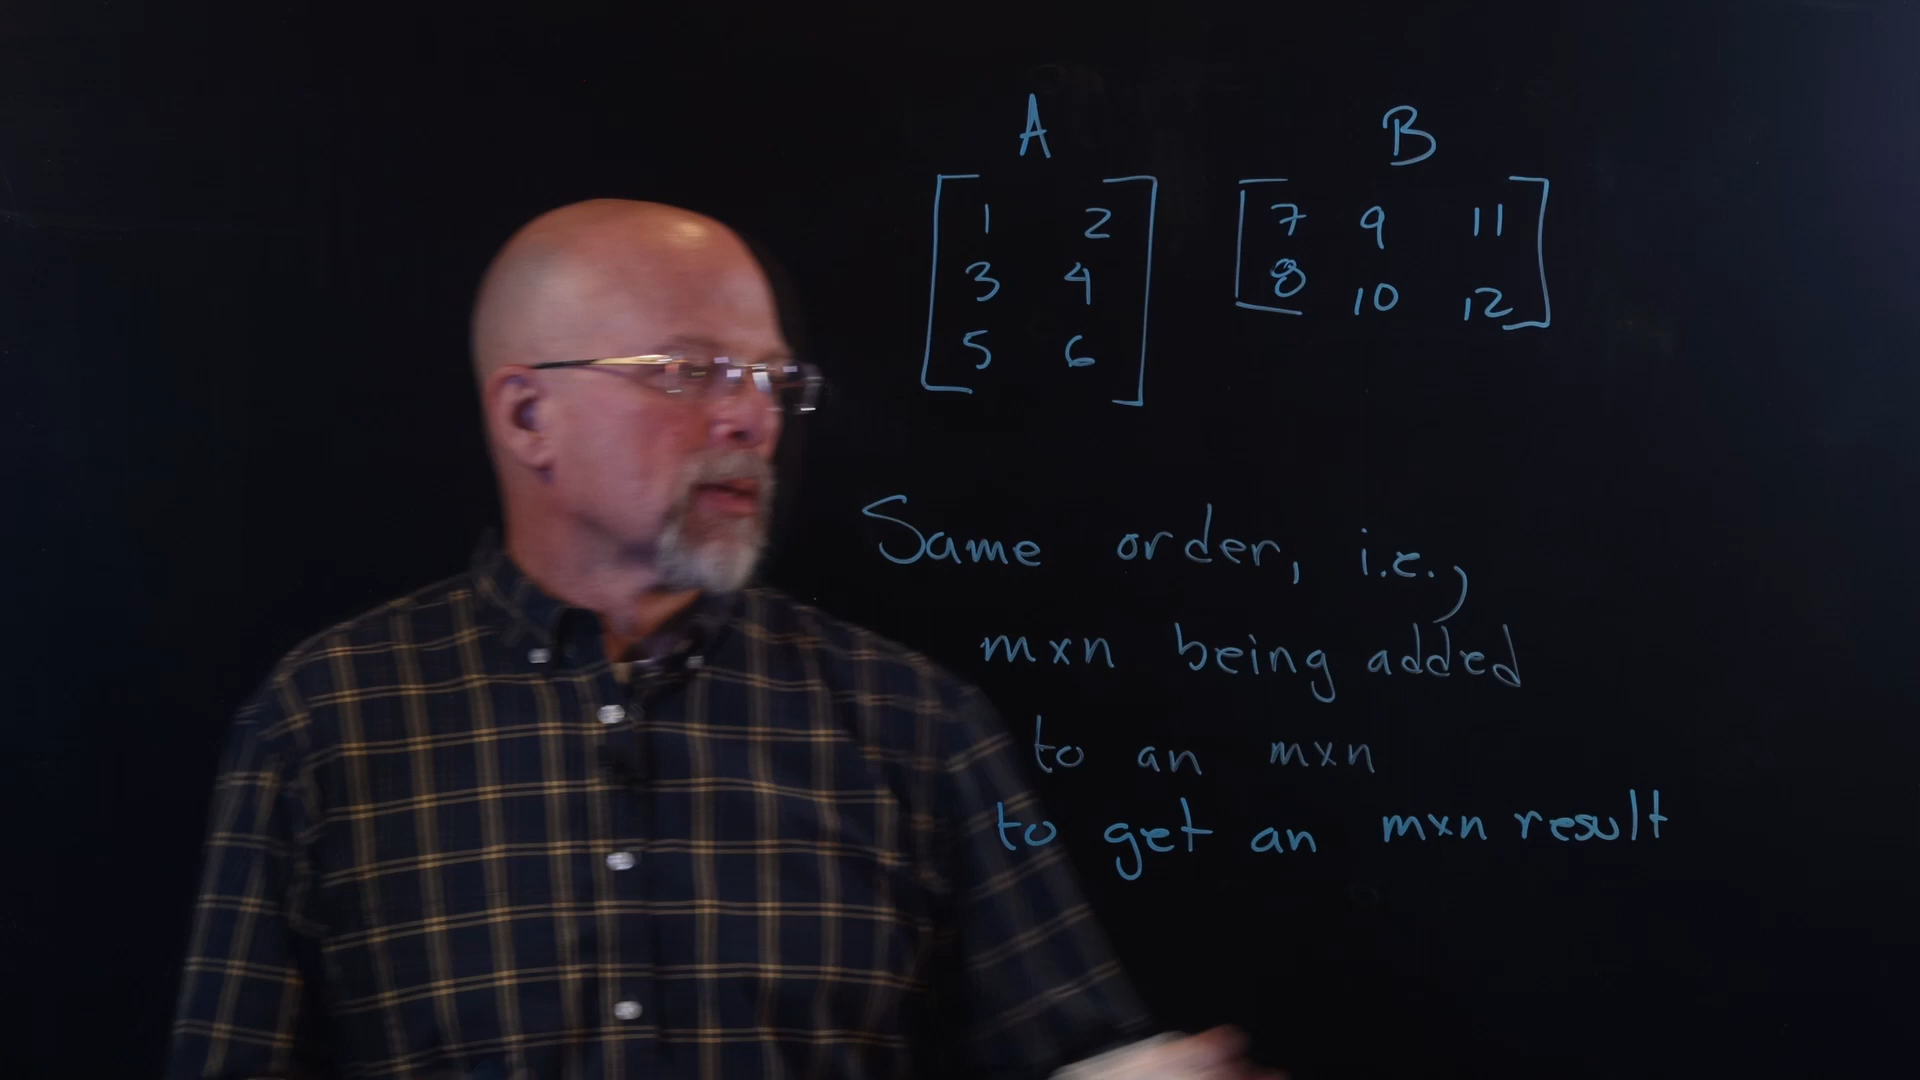 A B
1 2 7 9 11
3 4 8 10 12
5 6
Same order, i.e.,
mxn being added
to an mxn
to get an mxn result